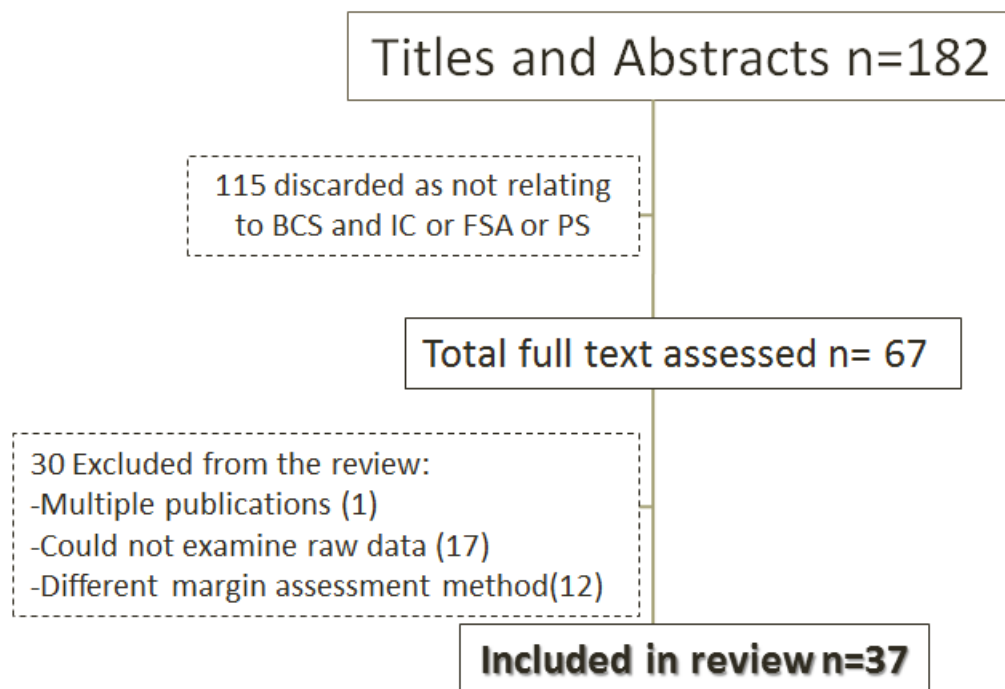 Titles and Abstracts n=182
115 discarded as not relating
to BCS and IC or FSA or PS
Total full text assessed n= 67
30 Excluded from the review:
-Multiple publications (1)
-Could not examine raw data (17)
-Different margin assessment method(12)
Included in review n=37